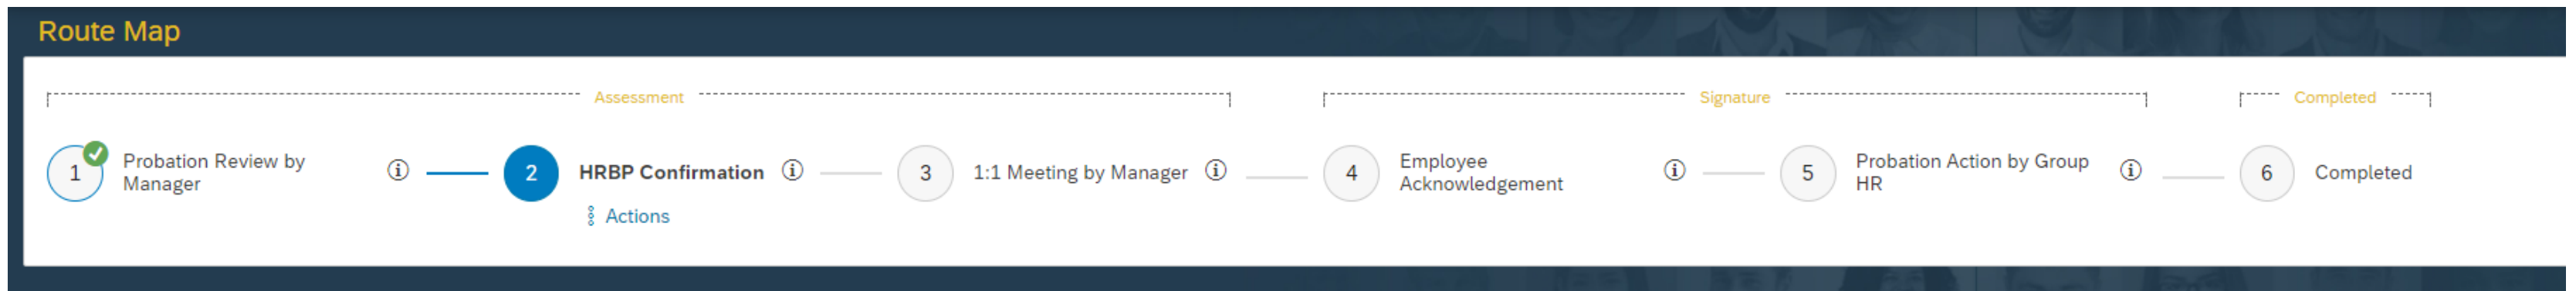 Route Map
Assessment
Signature
Completed
1
Probation Review by
Manager
2
HRBP Confirmation
Actions
3
1:1 Meeting by Manager
4
Employee
Acknowledgement
5
Probation Action by Group
HR
6
Completed